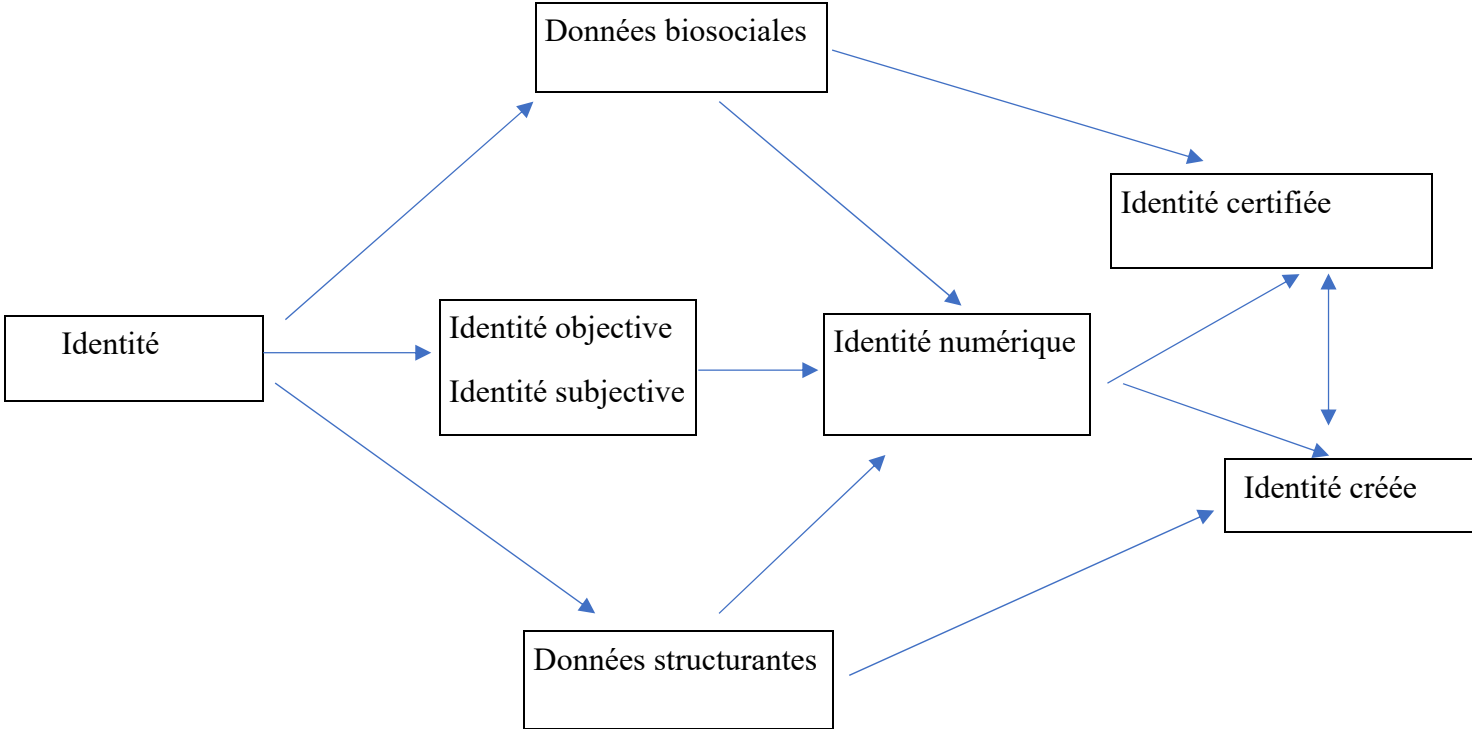 Données biosociales
Identité certifiée
Identité
Identité objective
Identité subjective
Identité numérique
Identité créée
Données structurantes